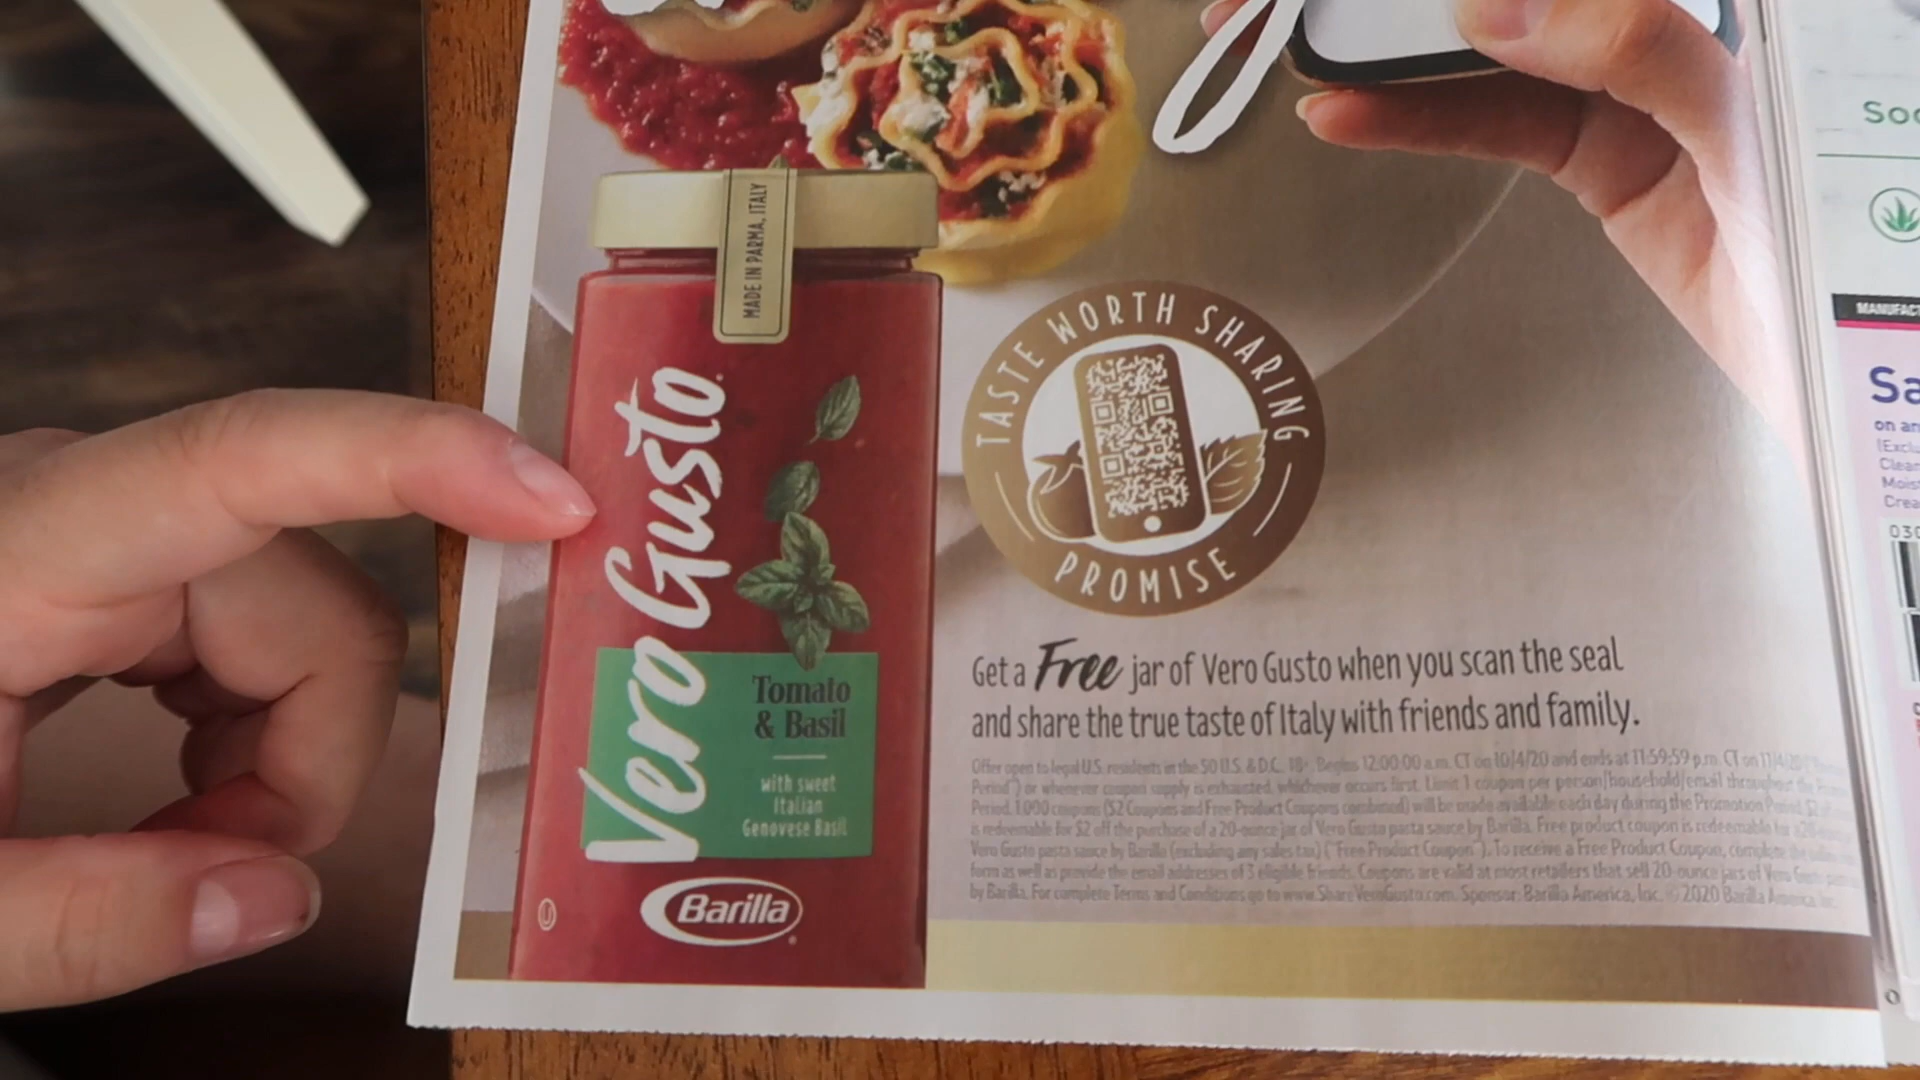 MADE IN PARMA, ITALY
Vero Gusto
Tomato
& Basil
with sweet
Italian
Genovese Basil
Barilla
TASTE WORTH SHARING
PROMISE
Get a Free jar of Vero Gusto when you scan the seal
and share the true taste of Italy with friends and family.
Offer open to legal U.S. residents in the 50 U.S. & D.C. 18+. Begins 12:00:00 a.m. CT on 10/4/20 and ends at 11:59:59 p.m. CT on 11/4/20
Period") or whenever coupon supply is exhausted, whichever occurs first. Limit 1 coupon per person/household/email throughout the
Period. 1,000 coupons ($2 Coupons and Free Product Coupons combined) will be made available each day during the Promotion Period. $2
is redeemable for $2 off the purchase of a 20-ounce jar of Vero Gusto pasta sauce by Barilla. Free product coupon is redeemable for
Vero Gusto pasta sauce by Barilla (excluding any sales tax) ("Free Product Coupon"). To receive a Free Product Coupon, complete the
form as well as provide the email addresses of 3 eligible friends. Coupons are valid at most retailers that sell 20-ounce jars of Vero Gusto
by Barilla. For complete Terms and Conditions go to www.ShareVeroGusto.com. Sponsor: Barilla America, Inc. © 2020 Barilla America
Soo
MANUFACT
Sa
on an
(Exclu
Clean
Mois
Crea
030